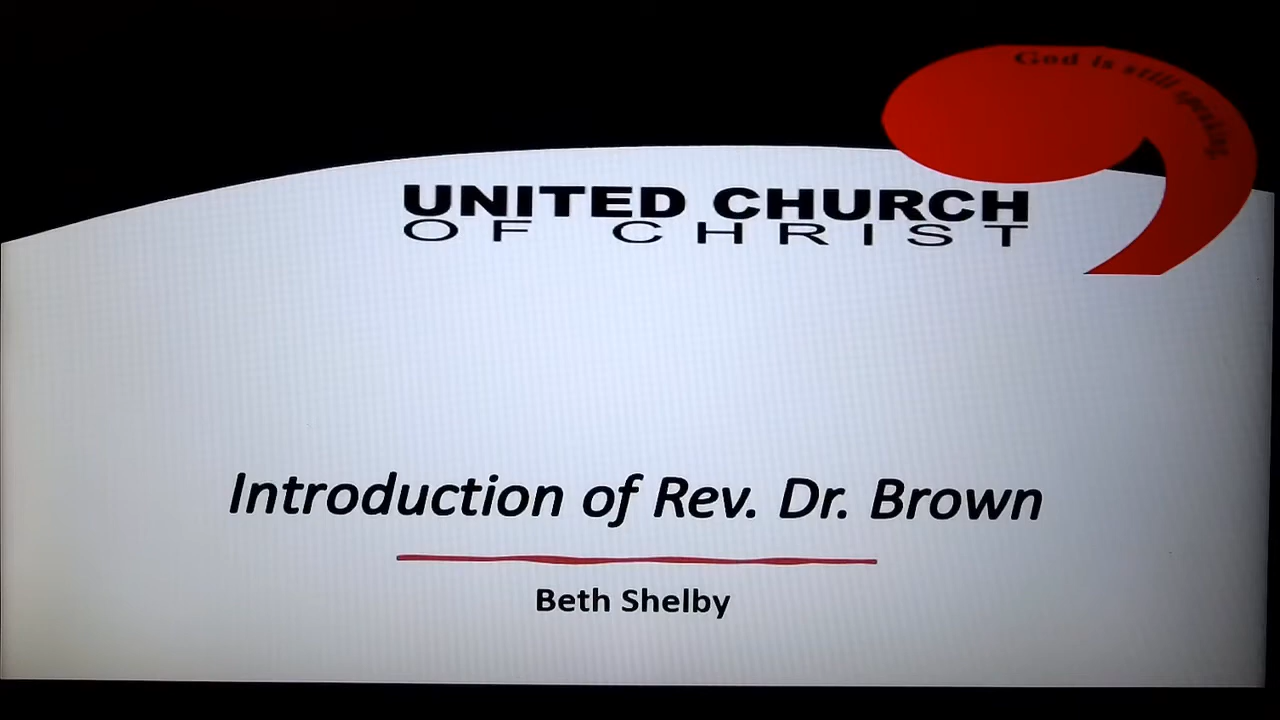 God is still speaking
UNITED CHURCH
OF CHRIST
Introduction of Rev. Dr. Brown
Beth Shelby